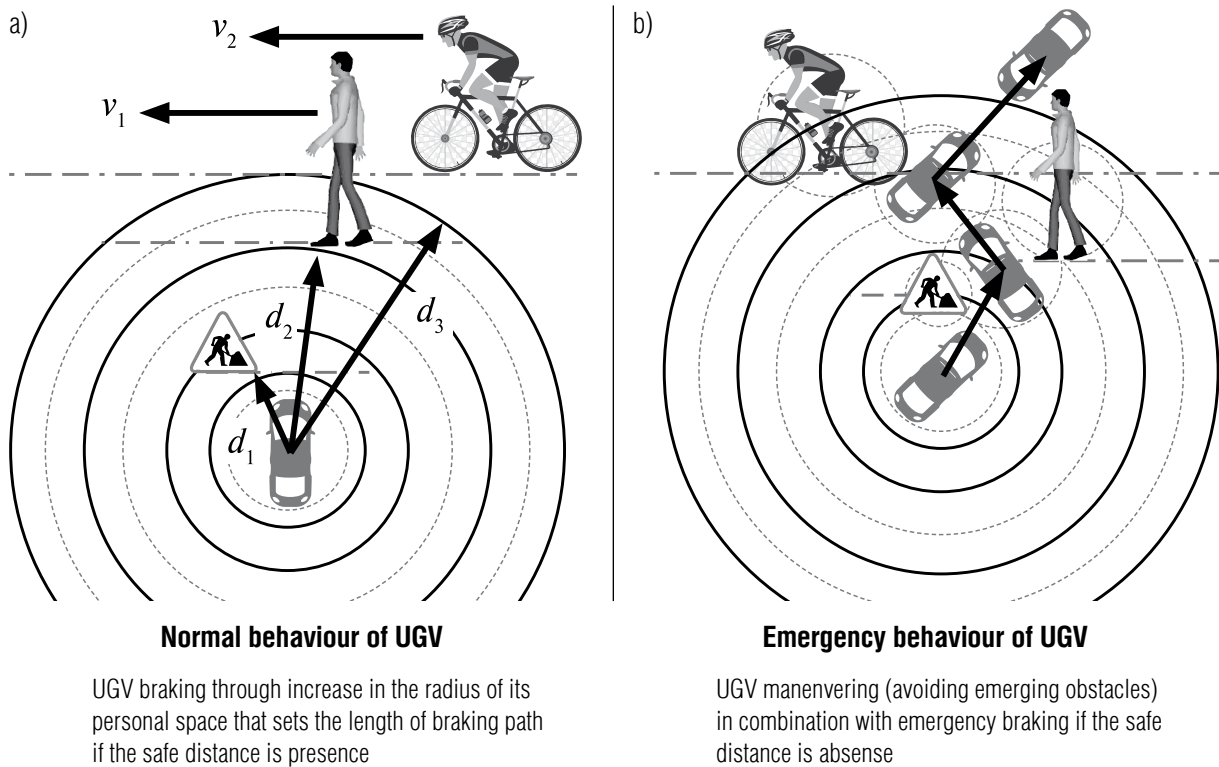 a)
v2
v1
d2
d3
d1
Normal behaviour of UGV
UGV braking through increase in the radius of its
personal space that sets the length of braking path
if the safe distance is presence
b)
Emergency behaviour of UGV
UGV manenvering (avoiding emerging obstacles)
in combination with emergency braking if the safe
distance is absense